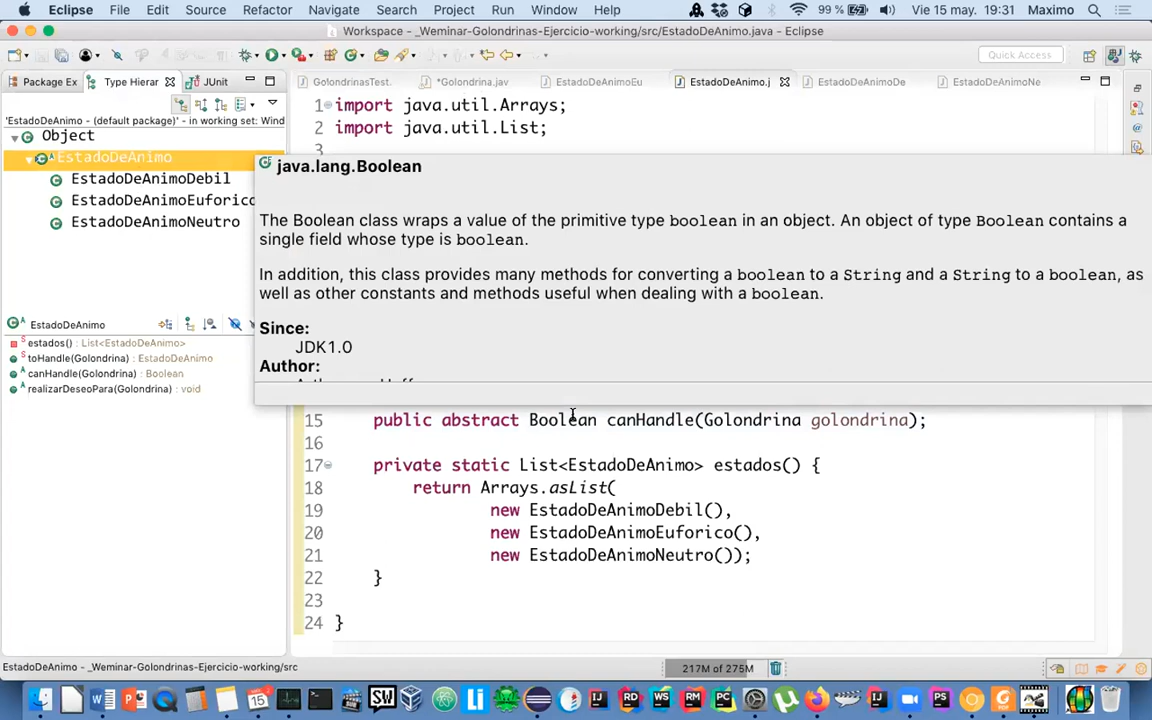 Eclipse File Edit Source Refactor Navigate Search Project Run Window Help 99 % Vie 15 may. 19:31 Maximo
Workspace - _Weminar-Golondrinas-Ejercicio-working/src/EstadoDeAnimo.java - Eclipse
Quick Access
Package Ex Type Hierar JUnit GolondrinasTest. *Golondrina.jav EstadoDeAnimoEu EstadoDeAnimo.j EstadoDeAnimoDe EstadoDeAnimoNe
'EstadoDeAnimo - (default package)' - in working set: Wind
Object
EstadoDeAnimo
EstadoDeAnimoDebil
EstadoDeAnimoEuforico
EstadoDeAnimoNeutro
EstadoDeAnimo
estados() : List<EstadoDeAnimo>
toHandle(Golondrina) : EstadoDeAnimo
canHandle(Golondrina) : Boolean
realizarDeseoPara(Golondrina) : void
1 import java.util.Arrays;
2 import java.util.List;
3
java.lang.Boolean
The Boolean class wraps a value of the primitive type boolean in an object. An object of type Boolean contains a
single field whose type is boolean.
In addition, this class provides many methods for converting a boolean to a String and a String to a boolean, as
well as other constants and methods useful when dealing with a boolean.
Since:
JDK1.0
Author:
15 public abstract Boolean canHandle(Golondrina golondrina);
16
17 private static List<EstadoDeAnimo> estados() {
18 return Arrays.asList(
19 new EstadoDeAnimoDebil(),
20 new EstadoDeAnimoEuforico(),
21 new EstadoDeAnimoNeutro());
22 }
23
24 }
EstadoDeAnimo - _Weminar-Golondrinas-Ejercicio-working/src
217M of 275M